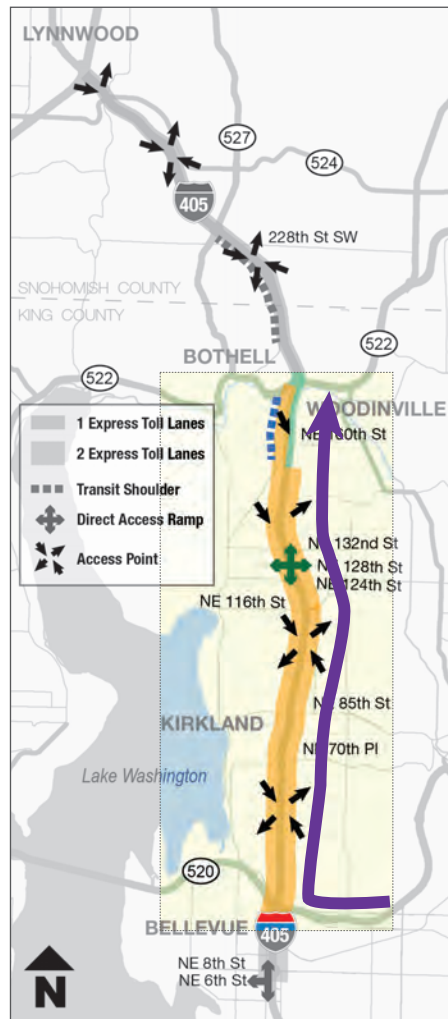 LYNNWOOD
527
524
405
228th St SW
SNOHOMISH COUNTY
KING COUNTY
BOTHELL
522
522
WOODINVILLE
NE 160th St
1 Express Toll Lanes
2 Express Toll Lanes
Transit Shoulder
Direct Access Ramp
Access Point
NE 132nd St
NE 128th St
NE 124th St
NE 116th St
NE 85th St
KIRKLAND
NE 70th Pl
Lake Washington
520
BELLEVUE
405
NE 8th St
NE 6th St
N